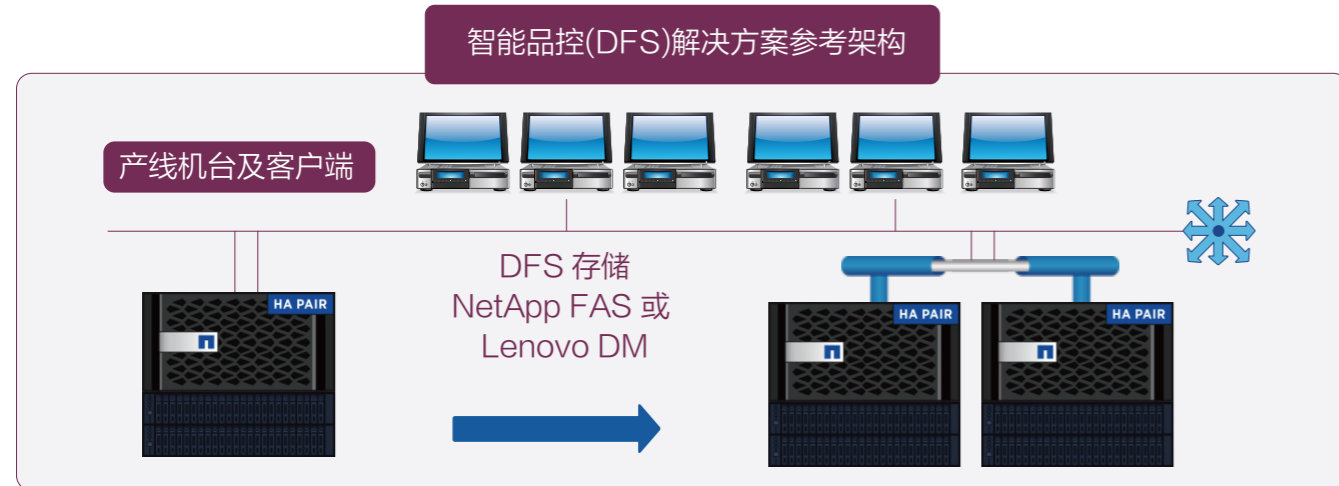 智能品控(DFS)解决方案参考架构
产线机台及客户端
DFS 存储
NetApp FAS 或
Lenovo DM
HA PAIR
HA PAIR
HA PAIR